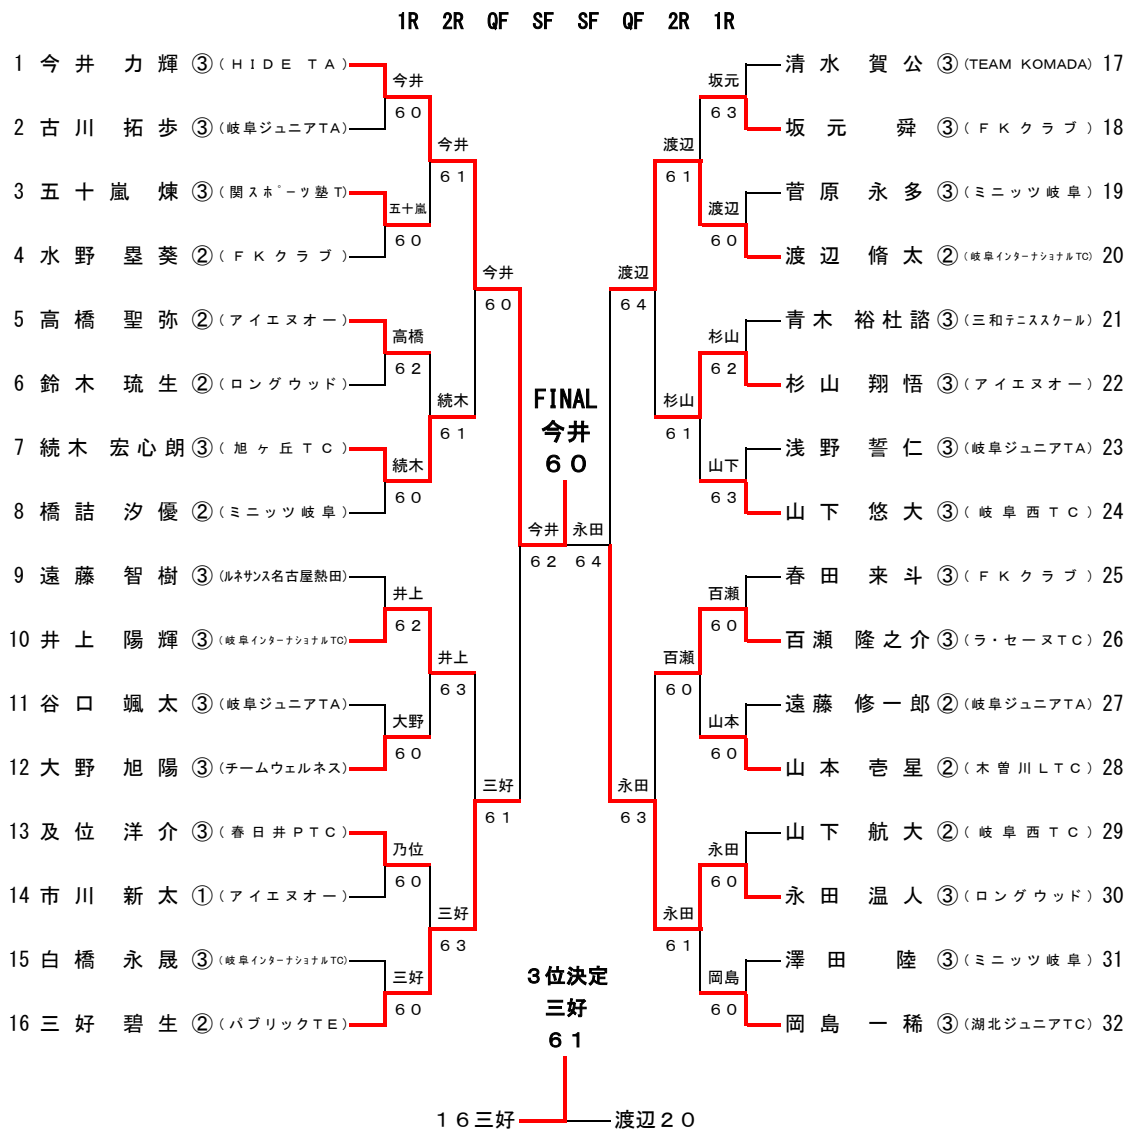 1R 2R QF SF SF QF 2R 1R
1 今井 力輝 ③ (HIDE TA)
2 古川 拓歩 ③ (岐阜ジュニアTA)
3 五十嵐 煉 ③ (関スポーツ塾T)
4 水野 塁葵 ② (FKクラブ)
5 高橋 聖弥 ② (アイエヌオー)
6 鈴木 琉生 ② (ロングウッド)
7 続木 宏心朗 ③ (旭ヶ丘TC)
8 橋詰 汐優 ② (ミニッツ岐阜)
9 遠藤 智樹 ③ (ルネサンス名古屋熱田)
10 井上 陽輝 ③ (岐阜インターナショナルTC)
11 谷口 颯太 ③ (岐阜ジュニアTA)
12 大野 旭陽 ③ (チームウェルネス)
13 及位 洋介 ③ (春日井PTC)
14 市川 新太 ① (アイエヌオー)
15 白橋 永晟 ③ (岐阜インターナショナルTC)
16 三好 碧生 ② (パブリックTE)
今井
60
五十嵐
60
高橋
62
続木
60
井上
62
大野
60
乃位
60
三好
60
今井
61
続木
61
井上
63
三好
63
今井
60
三好
61
今井
62
FINAL
今井
60
永田
64
渡辺
64
永田
63
渡辺
61
杉山
61
百瀬
60
永田
61
坂元
63
渡辺
60
杉山
62
山下
63
百瀬
60
山本
60
永田
60
岡島
60
清水 賀公 ③ (TEAM KOMADA) 17
坂元 舜 ③ (FKクラブ) 18
菅原 永多 ③ (ミニッツ岐阜) 19
渡辺 脩太 ② (岐阜インターナショナルTC) 20
青木 裕杜諮 ③ (三和テニススクール) 21
杉山 翔悟 ③ (アイエヌオー) 22
浅野 誓仁 ③ (岐阜ジュニアTA) 23
山下 悠大 ③ (岐阜西TC) 24
春田 来斗 ③ (FKクラブ) 25
百瀬 隆之介 ③ (ラ・セーヌTC) 26
遠藤 修一郎 ② (岐阜ジュニアTA) 27
山本 壱星 ② (木曽川LTC) 28
山下 航大 ② (岐阜西TC) 29
永田 温人 ③ (ロングウッド) 30
澤田 陸 ③ (ミニッツ岐阜) 31
岡島 一稀 ③ (湖北ジュニアTC) 32
3位決定
三好
61
16三好
渡辺20